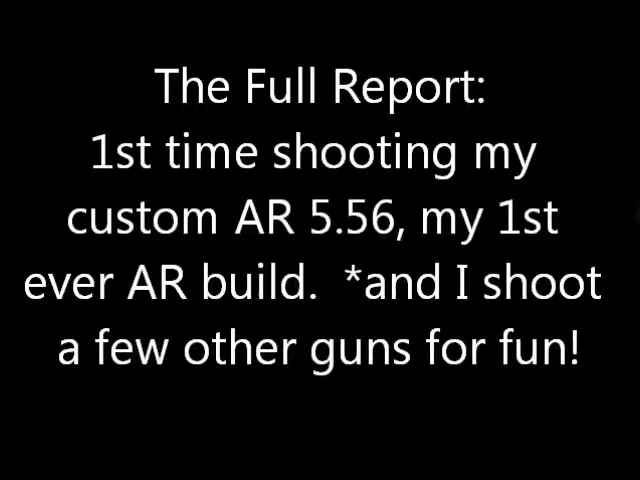 The Full Report:
1st time shooting my
custom AR 5.56, my 1st
ever AR build.  *and I shoot
a few other guns for fun!